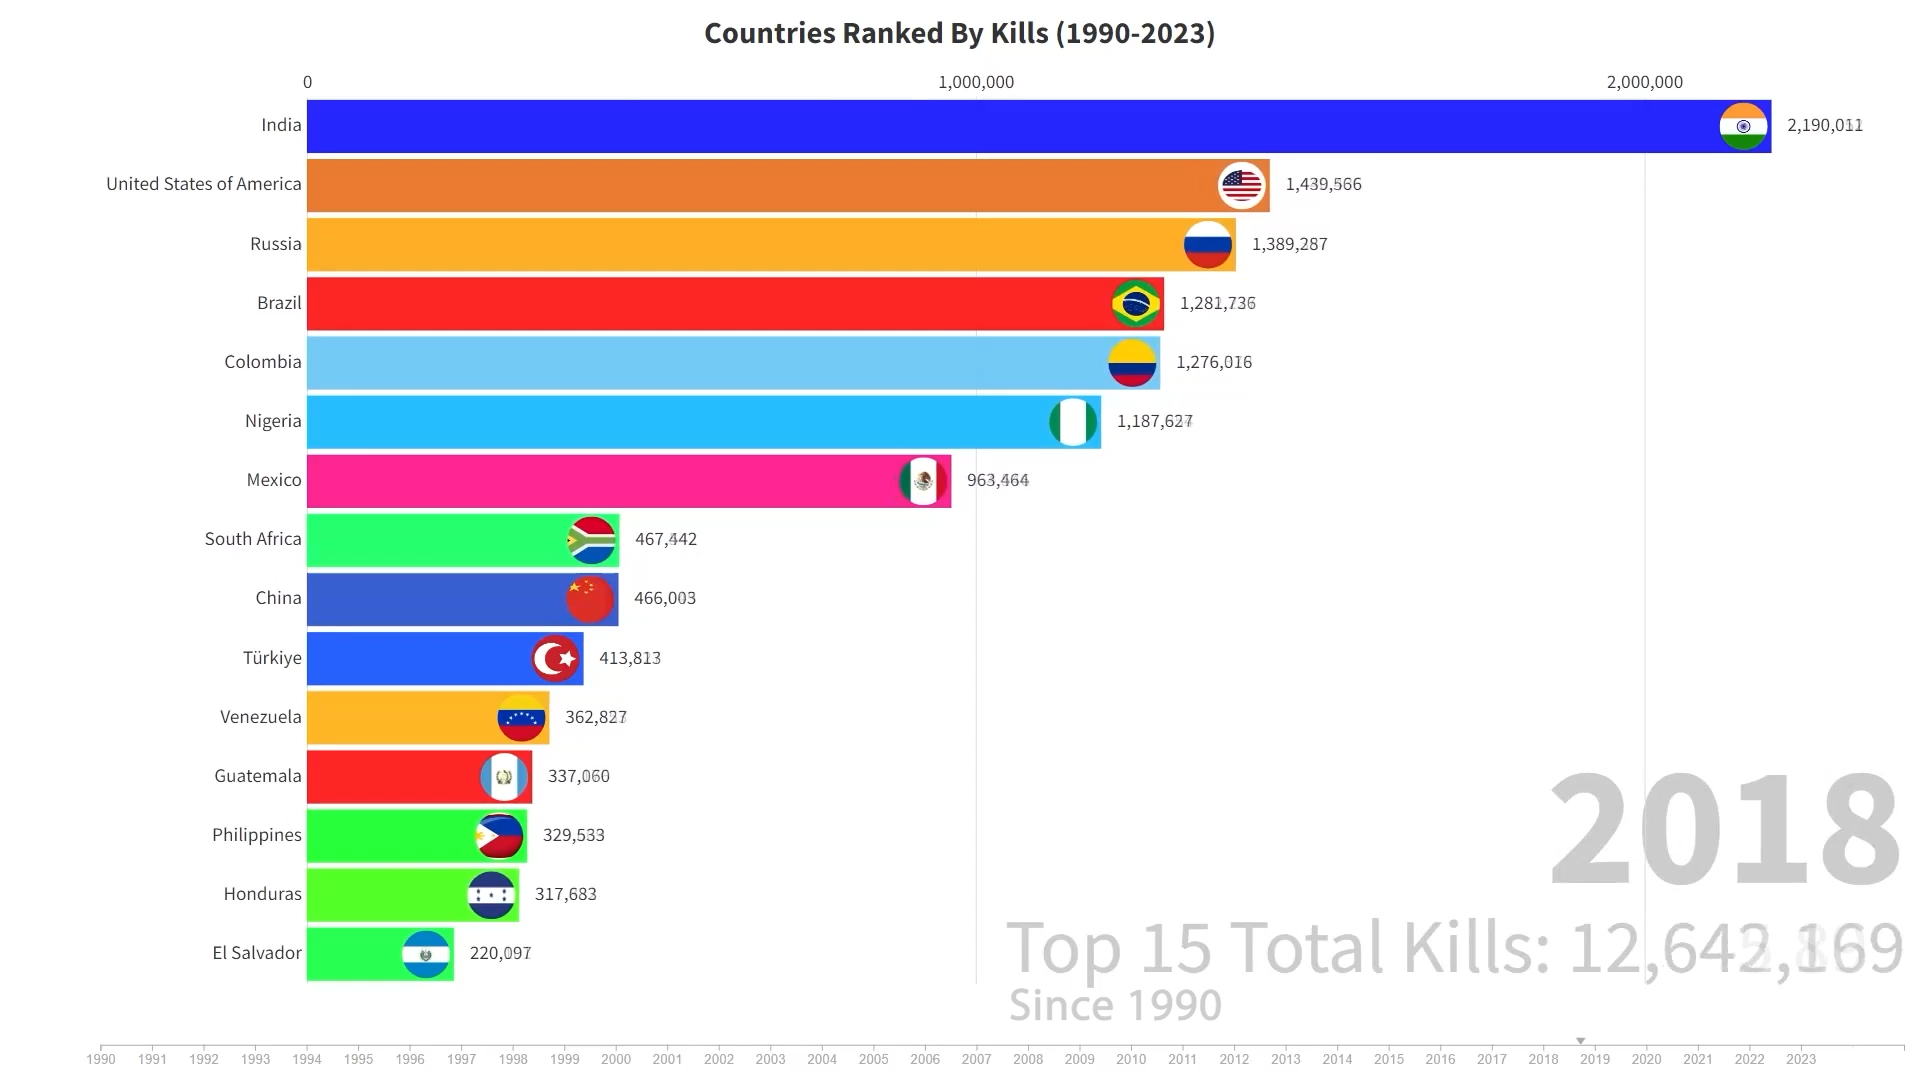 Countries Ranked By Kills (1990-2023)
0 1,000,000 2,000,000
India 2,190,011
United States of America 1,439,566
Russia 1,389,287
Brazil 1,281,736
Colombia 1,276,016
Nigeria 1,187,627
Mexico 963,464
South Africa 467,442
China 466,003
Türkiye 413,813
Venezuela 362,827
Guatemala 337,060
Philippines 329,533
Honduras 317,683
El Salvador 220,097
2018
Top 15 Total Kills: 12,642,169
Since 1990
1990 1991 1992 1993 1994 1995 1996 1997 1998 1999 2000 2001 2002 2003 2004 2005 2006 2007 2008 2009 2010 2011 2012 2013 2014 2015 2016 2017 2018 2019 2020 2021 2022 2023